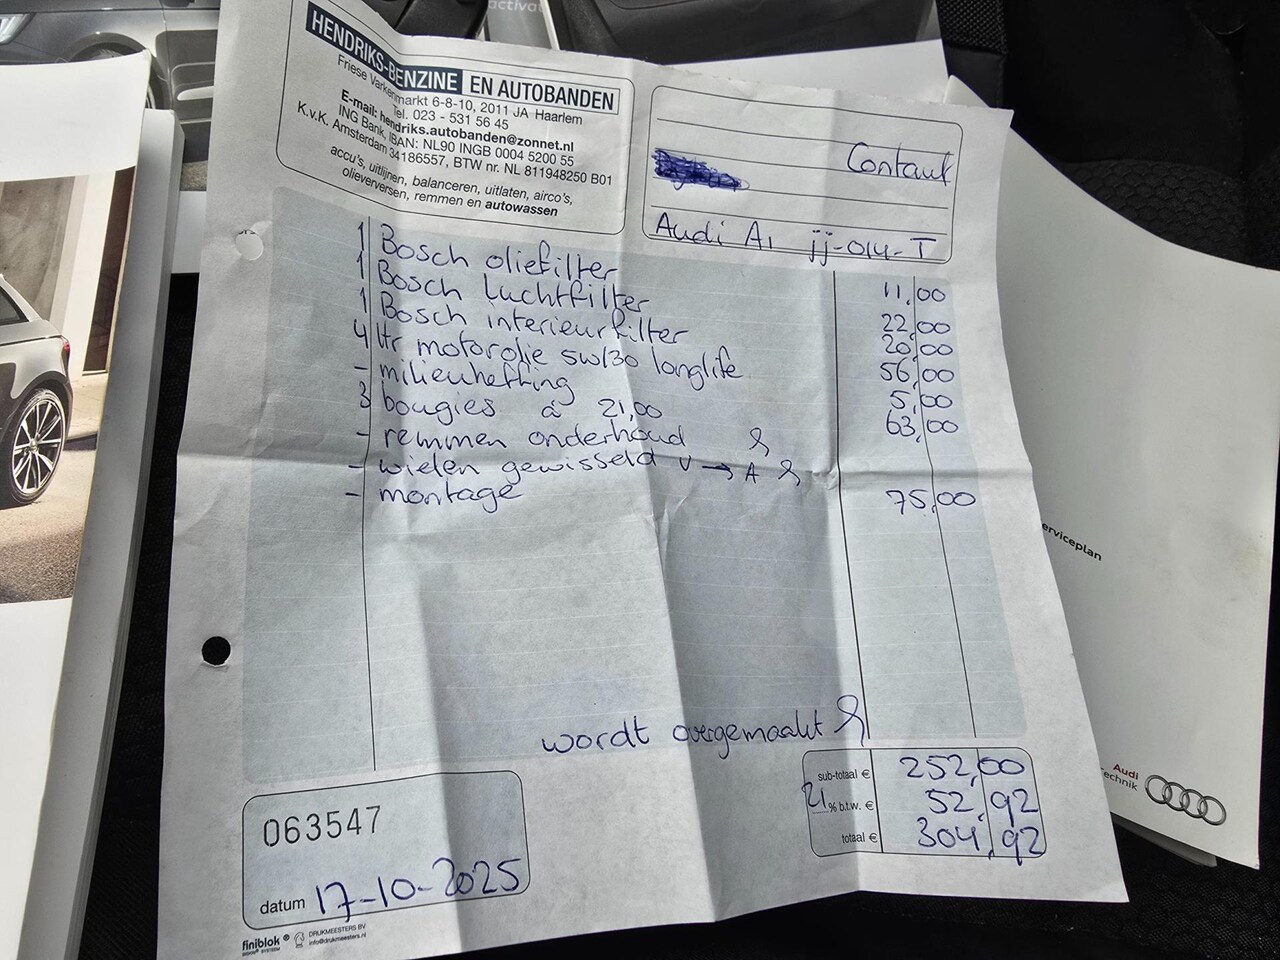 activa
HENDRIKS-BENZINE EN AUTOBANDEN
Friese Varkenmarkt 6-8-10, 2011 JA Haarlem
Tel. 023 - 531 56 45
E-mail: hendriks.autobanden@zonnet.nl
ING Bank, IBAN: NL90 INGB 0004 5200 55
K.v.K. Amsterdam 34186557, BTW nr. NL 811948250 B01
accu's, uitlijnen, balanceren, uitlaten, airco's,
olieverversen, remmen en autowassen
Contant
Audi A1 jj-014-T
1 Bosch oliefilter 11,00
1 Bosch luchtfilter 22,00
1 Bosch interieurfilter 20,00
4 ltr motorolie 5w/30 longlife 56,00
- milieuheffing 5,00
3 bougies à 21,00 63,00
- remmen onderhoud
- wielen gewisseld V → A
- montage 75,00
wordt overgemaakt
sub-totaal € 252,00
21 % b.t.w. € 52,92
totaal € 304,92
063547
datum 17-10-2025
finiblok ®
DRUKMEESTERS BV
info@drukmeesters.nl
erviceplan
Audi
echnik